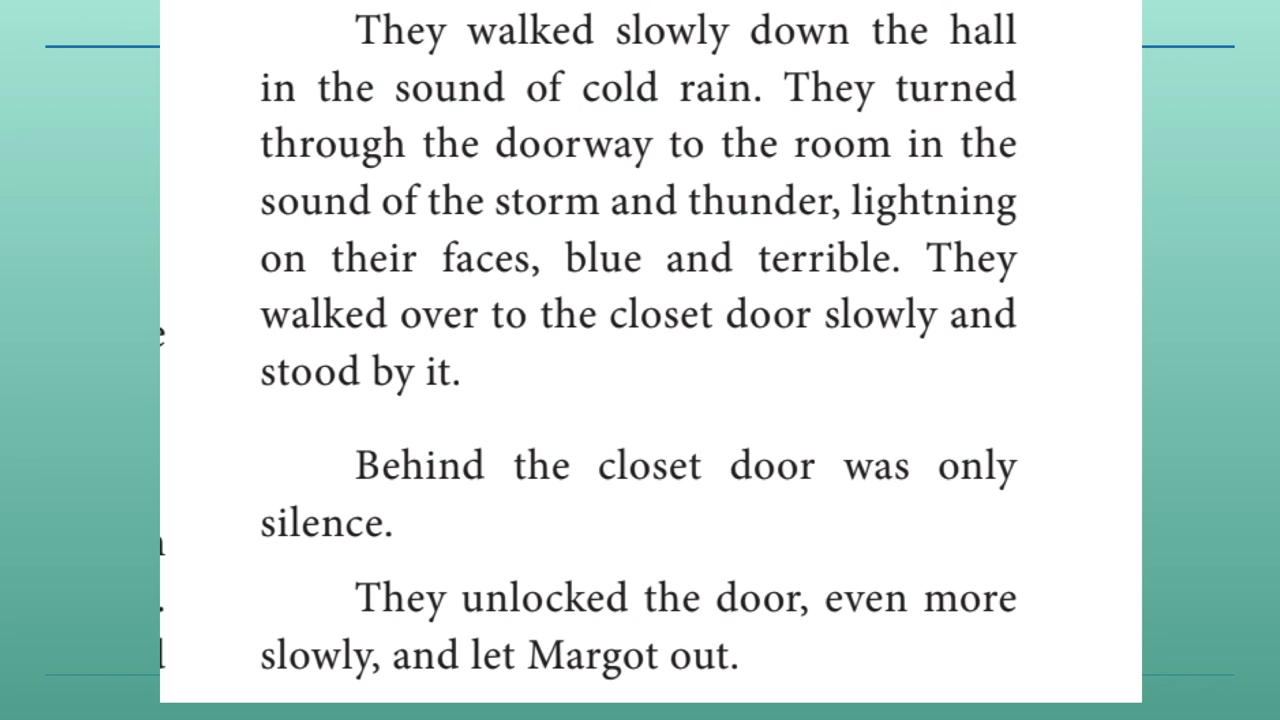 They walked slowly down the hall
in the sound of cold rain. They turned
through the doorway to the room in the
sound of the storm and thunder, lightning
on their faces, blue and terrible. They
walked over to the closet door slowly and
stood by it.
Behind the closet door was only
silence.
They unlocked the door, even more
slowly, and let Margot out.